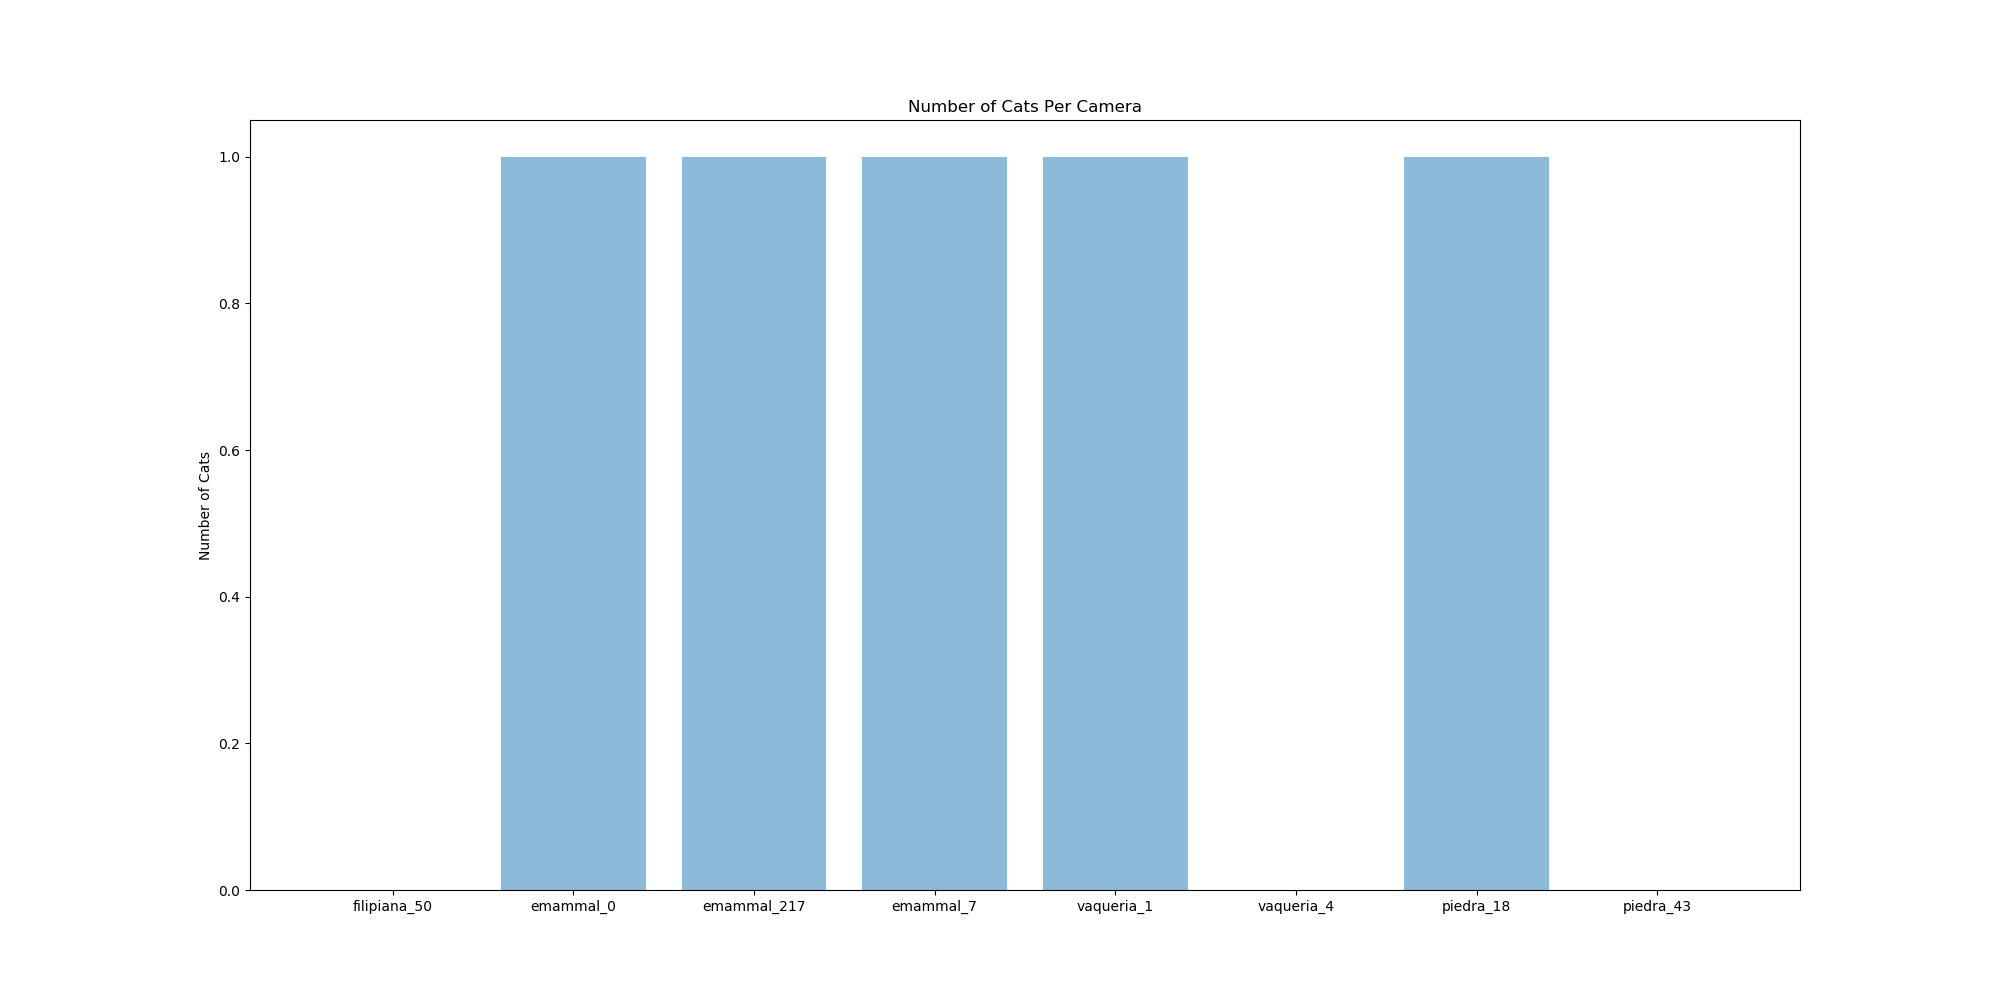 Number of Cats Per Camera
Number of Cats
1.0
0.8
0.6
0.4
0.2
0.0
filipiana_50 emammal_0 emammal_217 emammal_7 vaqueria_1 vaqueria_4 piedra_18 piedra_43